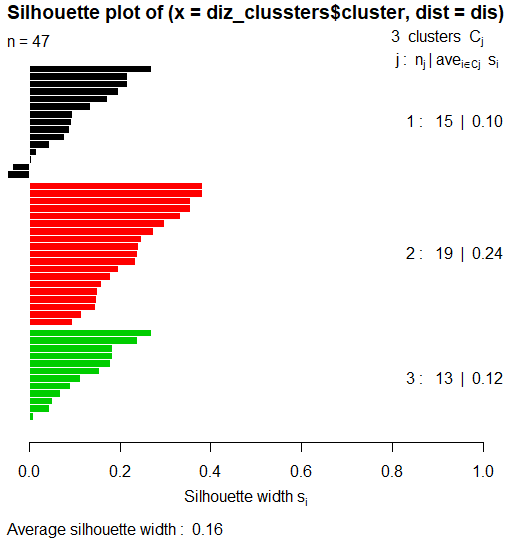 Silhouette plot of (x = diz_clussters$cluster, dist = dis)
n = 47
3 clusters Cj
j : nj | avei∈Cj si
1 : 15 | 0.10
2 : 19 | 0.24
3 : 13 | 0.12
0.0 0.2 0.4 0.6 0.8 1.0
Silhouette width si
Average silhouette width : 0.16